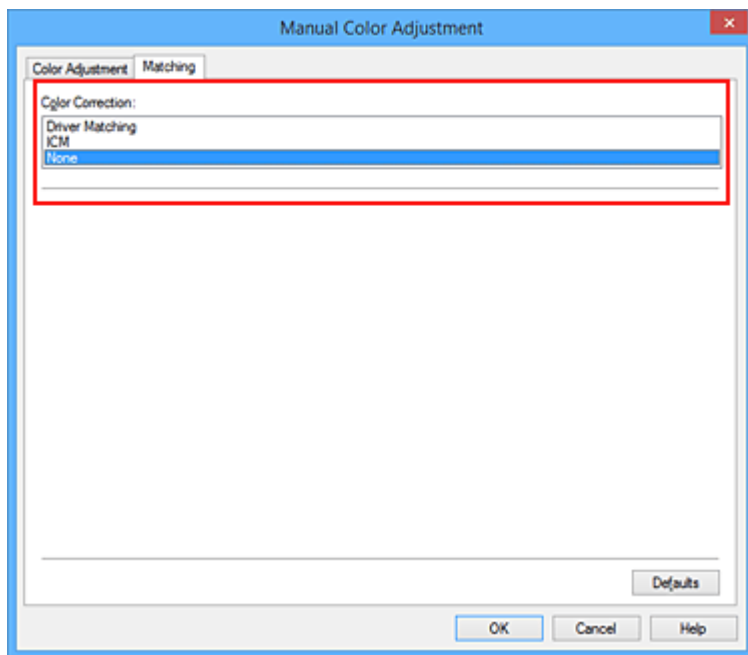 Manual Color Adjustment
Color Adjustment Matching
Color Correction:
Driver Matching
ICM
None
Defaults
OK Cancel Help